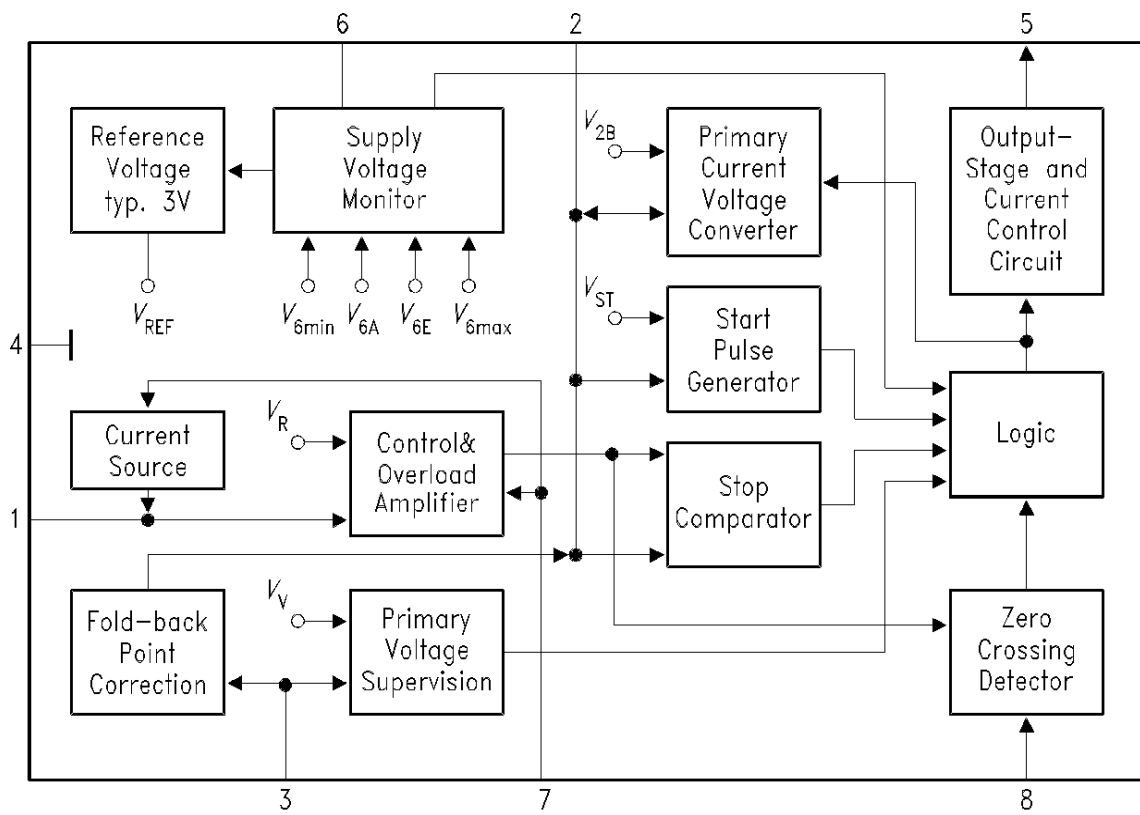 6
2
5
Reference
Voltage
typ. 3V
Supply
Voltage
Monitor
V2B
Primary
Current
Voltage
Converter
Output-
Stage and
Current
Control
Circuit
VREF
V6min
V6A
V6E
V6max
VST
Start
Pulse
Generator
4
Current
Source
VR
Control&
Overload
Amplifier
Stop
Comparator
Logic
1
Fold-back
Point
Correction
VV
Primary
Voltage
Supervision
Zero
Crossing
Detector
3
7
8